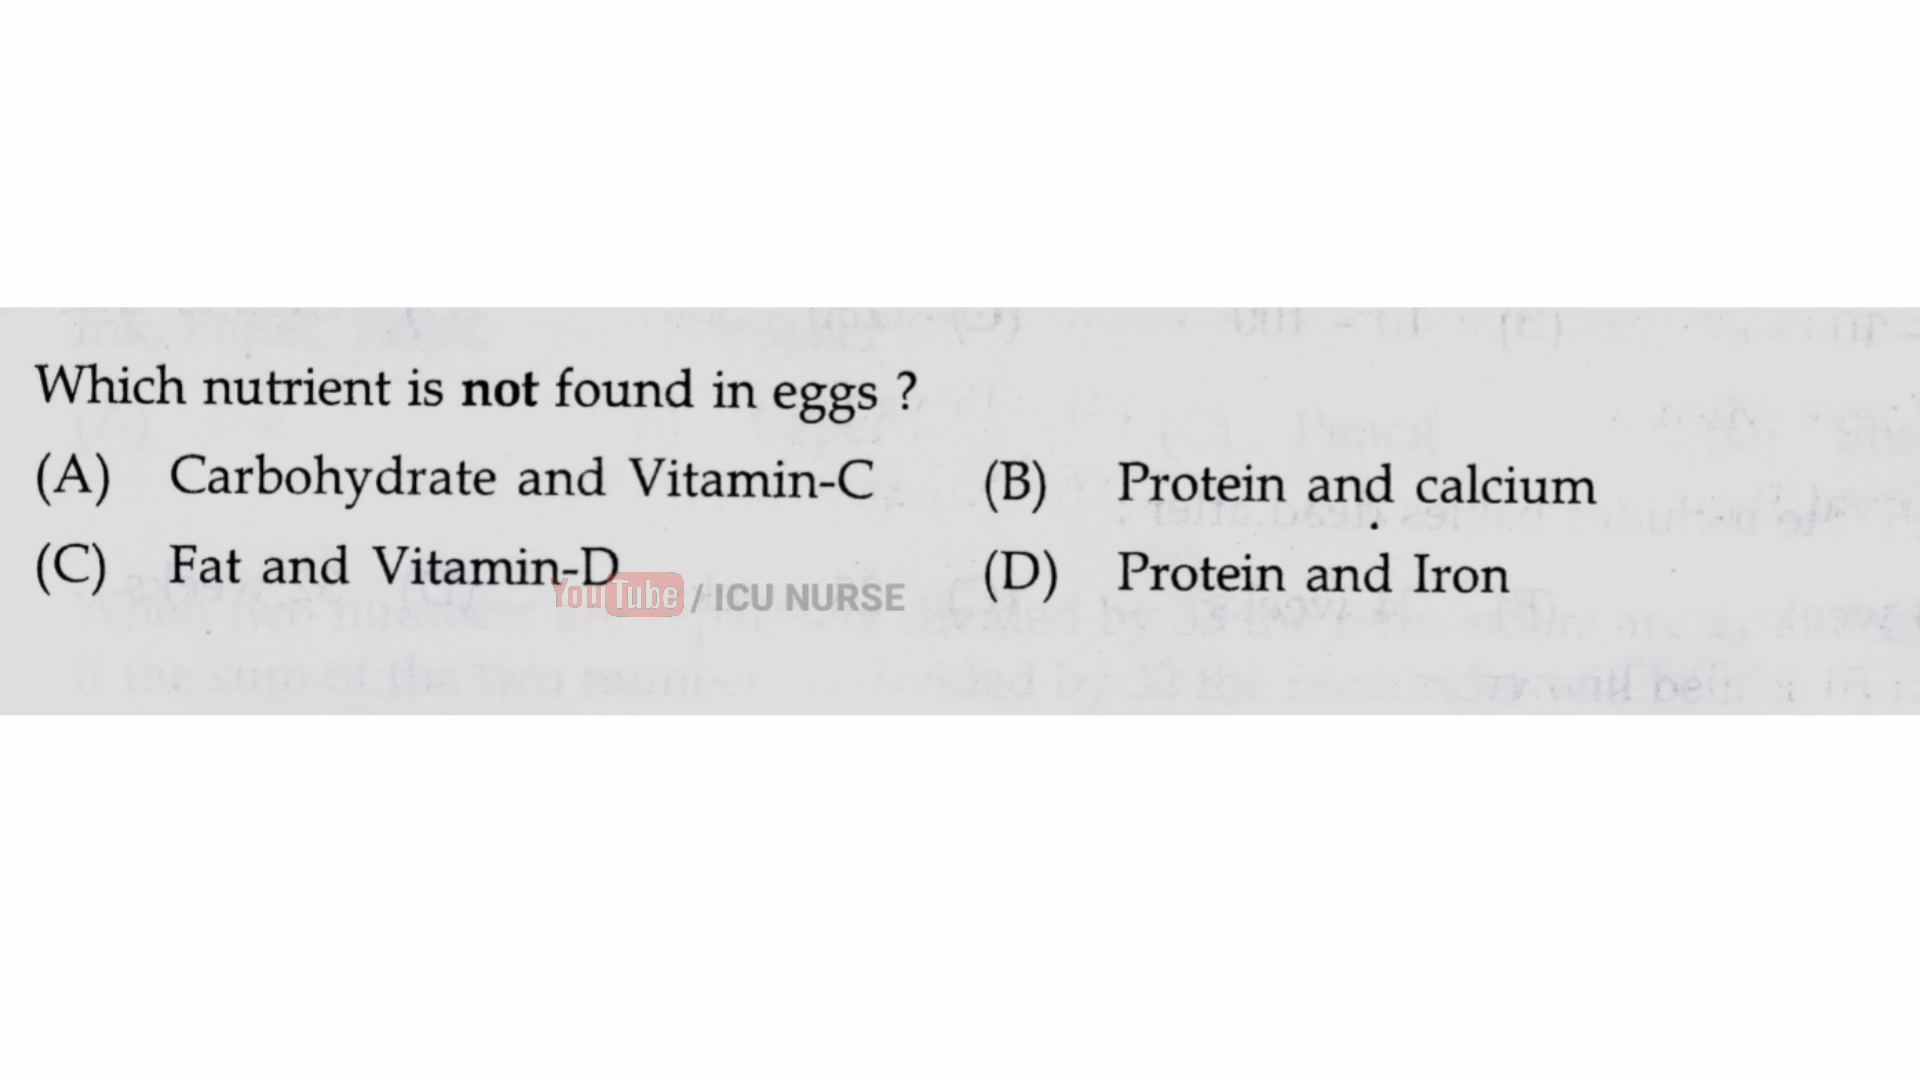 Which nutrient is not found in eggs ?
(A) Carbohydrate and Vitamin-C (B) Protein and calcium
(C) Fat and Vitamin-D (D) Protein and Iron
YouTube / ICU NURSE